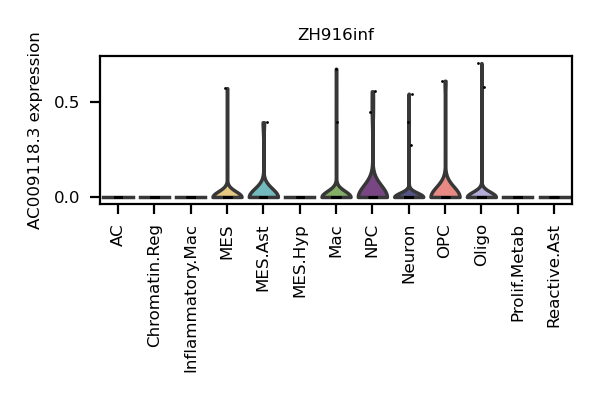 ZH916inf
AC009118.3 expression
0.5
0.0
AC
Chromatin.Reg
Inflammatory.Mac
MES
MES.Ast
MES.Hyp
Mac
NPC
Neuron
OPC
Oligo
Prolif.Metab
Reactive.Ast